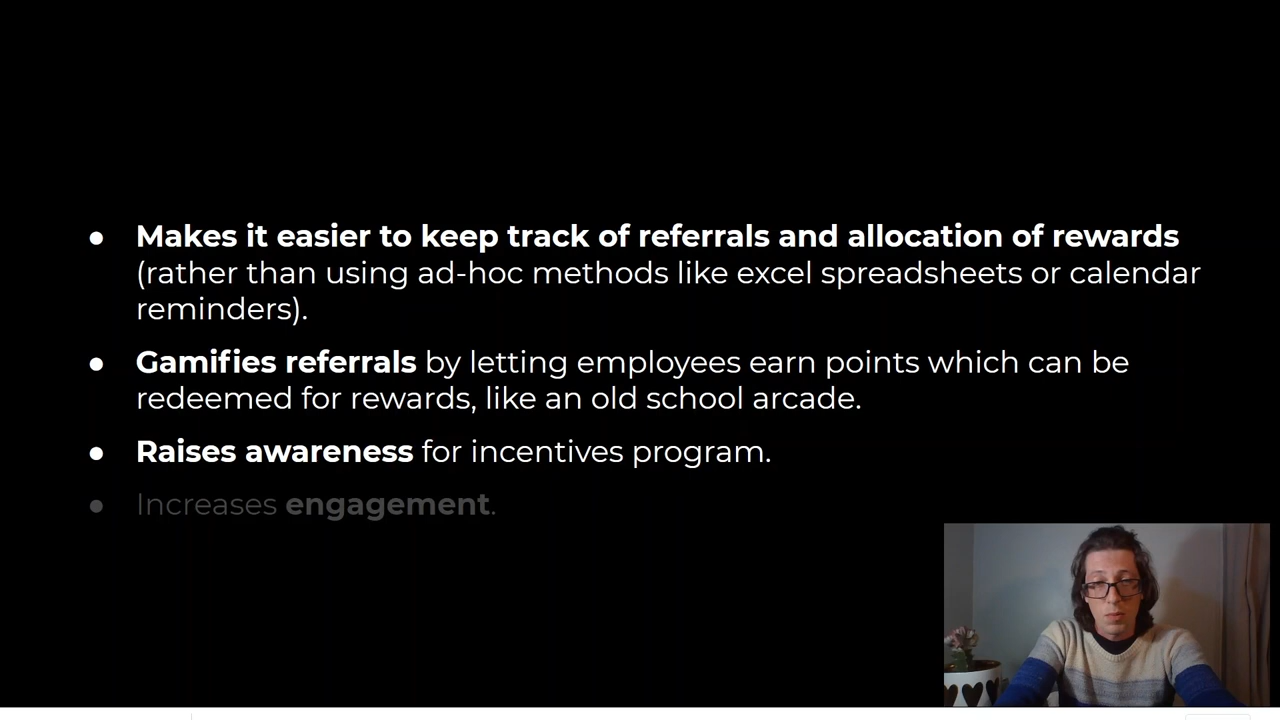 ● Makes it easier to keep track of referrals and allocation of rewards
(rather than using ad-hoc methods like excel spreadsheets or calendar
reminders).
● Gamifies referrals by letting employees earn points which can be
redeemed for rewards, like an old school arcade.
● Raises awareness for incentives program.
● Increases engagement.